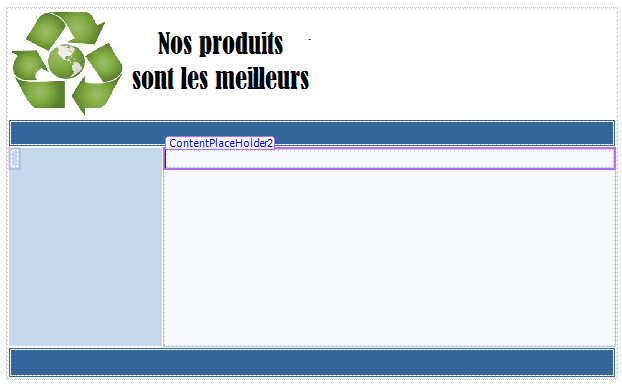 Nos produits
sont les meilleurs
ContentPlaceHolder2